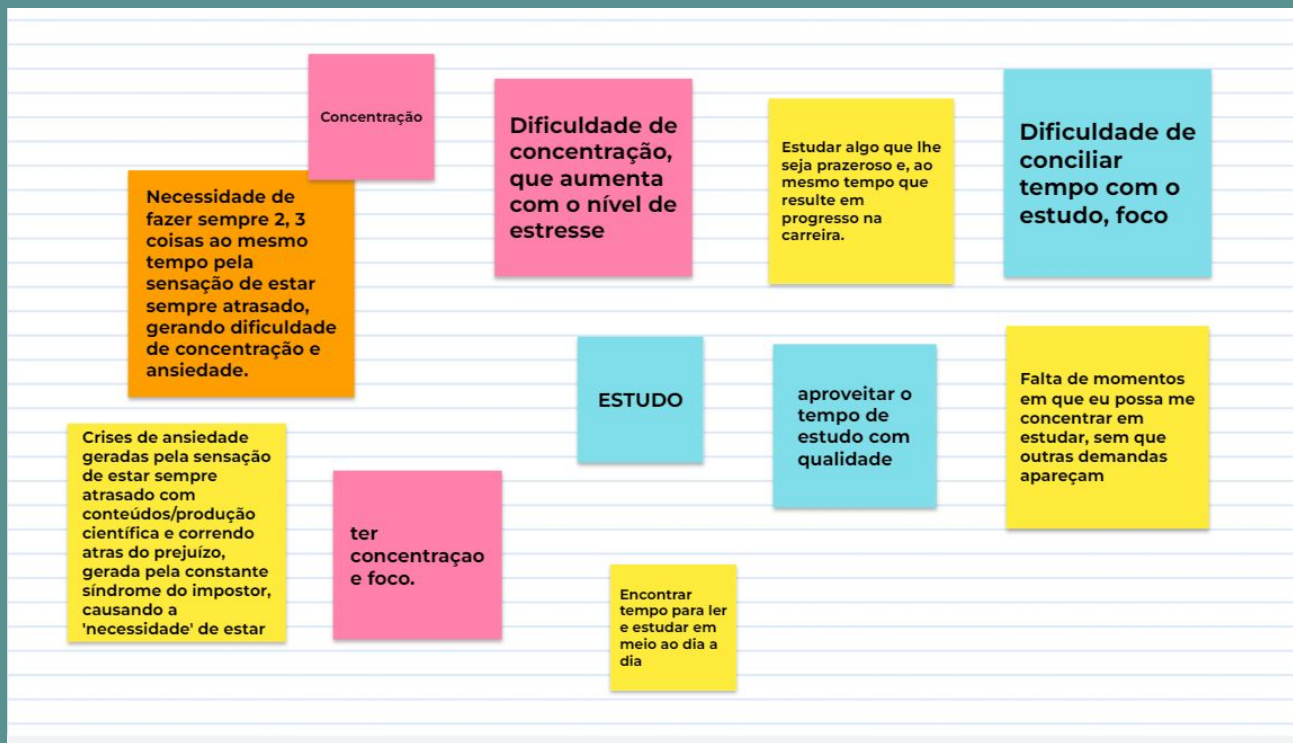 Concentração
Necessidade de
fazer sempre 2, 3
coisas ao mesmo
tempo pela
sensação de estar
sempre atrasado,
gerando dificuldade
de concentração e
ansiedade.
Dificuldade de
concentração,
que aumenta
com o nível de
estresse
Estudar algo que lhe
seja prazeroso e, ao
mesmo tempo que
resulte em
progresso na
carreira.
Dificuldade de
conciliar
tempo com o
estudo, foco
Crises de ansiedade
geradas pela sensação
de estar sempre
atrasado com
conteúdos/produção
científica e correndo
atras do prejuízo,
gerada pela constante
síndrome do impostor,
causando a
'necessidade' de estar
ter
concentraçao
e foco.
ESTUDO
aproveitar o
tempo de
estudo com
qualidade
Falta de momentos
em que eu possa me
concentrar em
estudar, sem que
outras demandas
apareçam
Encontrar
tempo para ler
e estudar em
meio ao dia a
dia